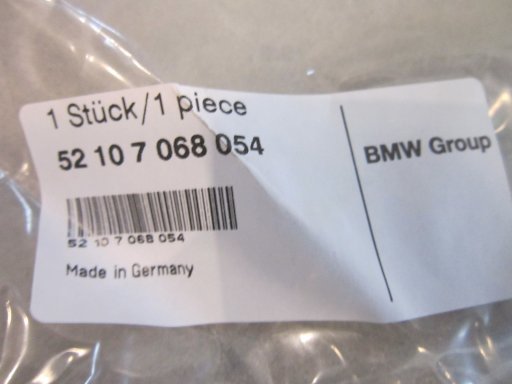 1 Stück/1 piece
52 10 7 068 054
BMW Group
52 10 7 068 054
Made in Germany